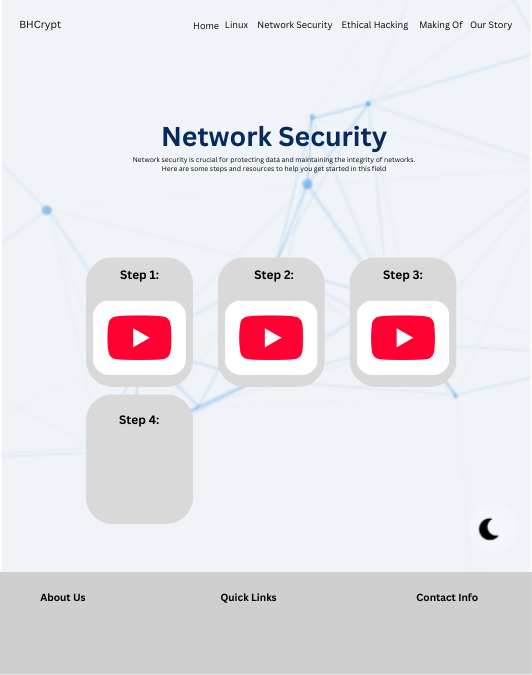 BHCrypt
Home Linux Network Security Ethical Hacking Making Of Our Story
Network Security
Network security is crucial for protecting data and maintaining the integrity of networks.
Here are some steps and resources to help you get started in this field
Step 1:
Step 2:
Step 3:
Step 4:
About Us
Quick Links
Contact Info